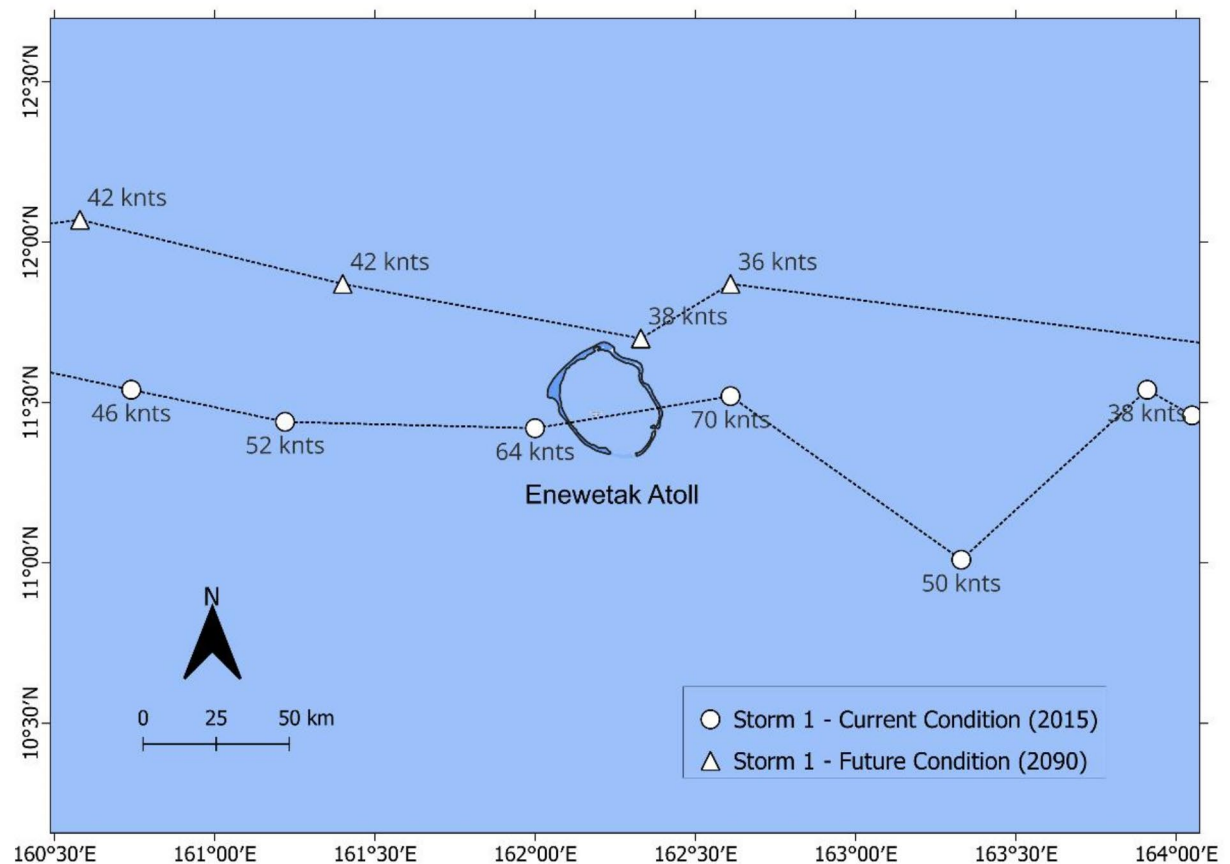 12°30'N
42 knts
12°00'N
42 knts
36 knts
38 knts
11°30'N
46 knts
52 knts
64 knts
70 knts
38 knts
Enewetak Atoll
11°00'N
50 knts
N
0 25 50 km
10°30'N
Storm 1 - Current Condition (2015)
Storm 1 - Future Condition (2090)
160°30'E 161°00'E 161°30'E 162°00'E 162°30'E 163°00'E 163°30'E 164°00'E